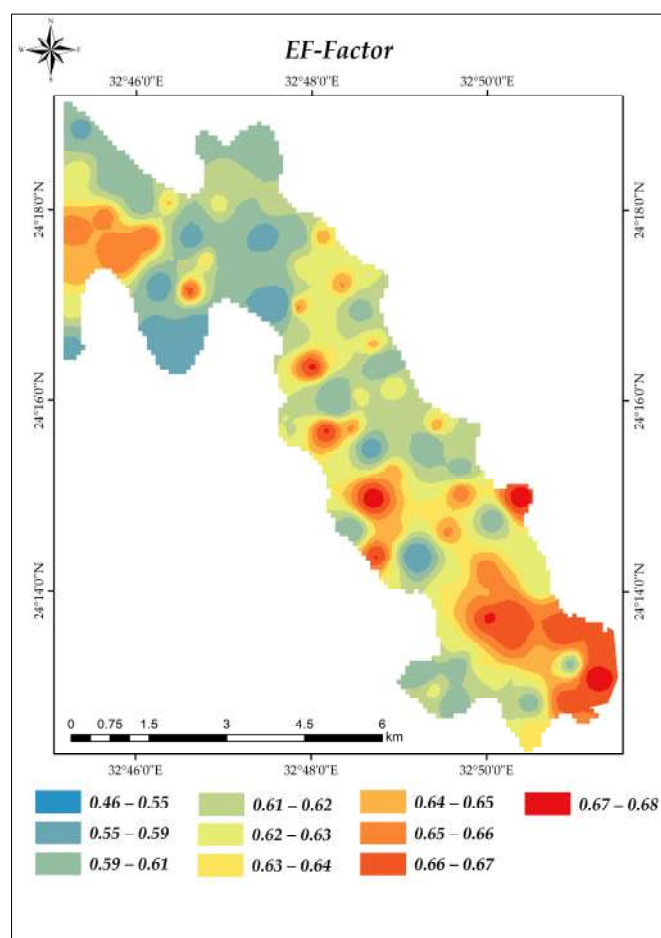 EF-Factor
N
W E
S
32°46'0"E 32°48'0"E 32°50'0"E
24°18'0"N 24°18'0"N
24°16'0"N 24°16'0"N
24°14'0"N 24°14'0"N
0 0.75 1.5 3 4.5 6
km
32°46'0"E 32°48'0"E 32°50'0"E
0.46 – 0.55 0.61 – 0.62 0.64 – 0.65 0.67 – 0.68
0.55 – 0.59 0.62 – 0.63 0.65 – 0.66
0.59 – 0.61 0.63 – 0.64 0.66 – 0.67